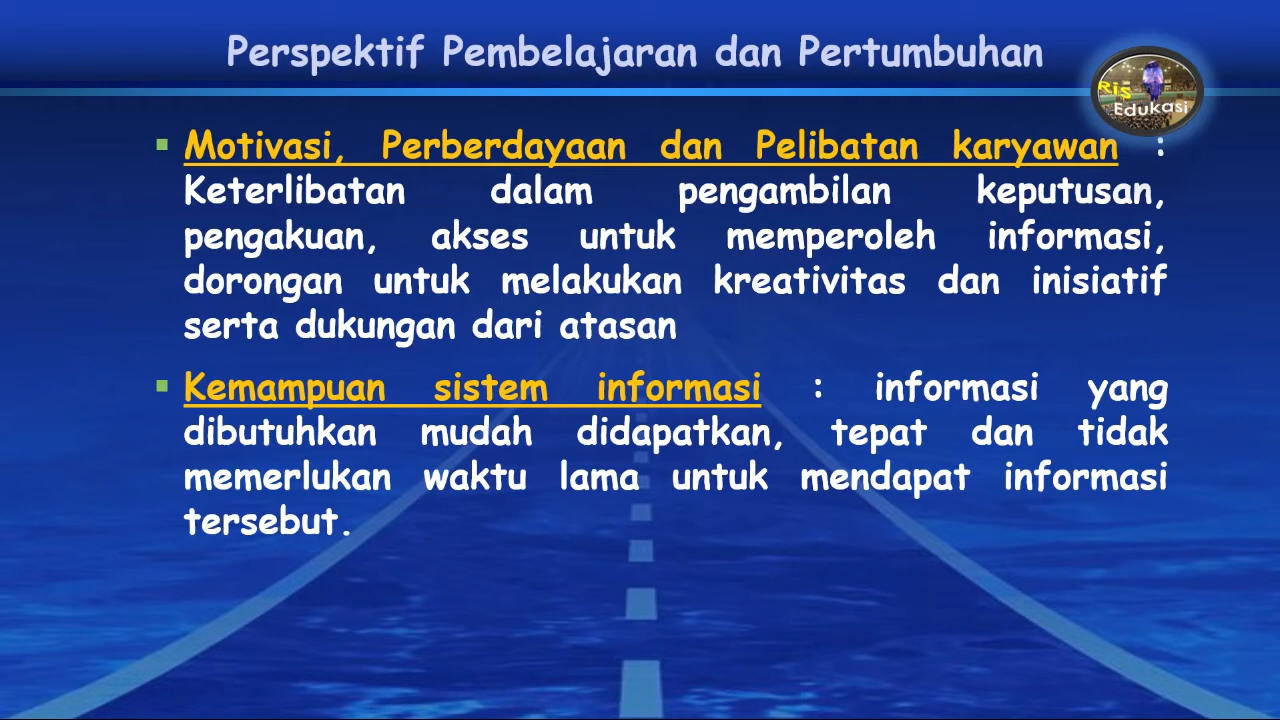 Perspektif Pembelajaran dan Pertumbuhan
Ris
Edukasi
Motivasi, Perberdayaan dan Pelibatan karyawan :
Keterlibatan dalam pengambilan keputusan,
pengakuan, akses untuk memperoleh informasi,
dorongan untuk melakukan kreativitas dan inisiatif
serta dukungan dari atasan
Kemampuan sistem informasi : informasi yang
dibutuhkan mudah didapatkan, tepat dan tidak
memerlukan waktu lama untuk mendapat informasi
tersebut.